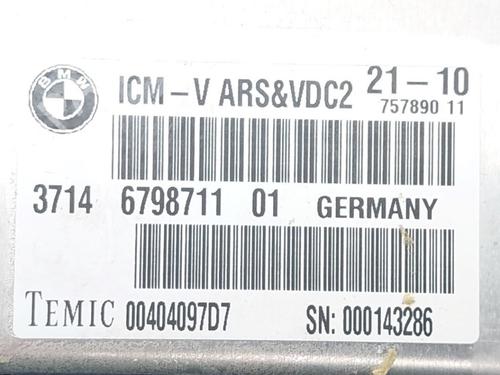 BMW
ICM-V ARS&VDC2 21-10
757890 11
3714 6798711 01 GERMANY
TEMIC 00404097D7 SN: 000143286